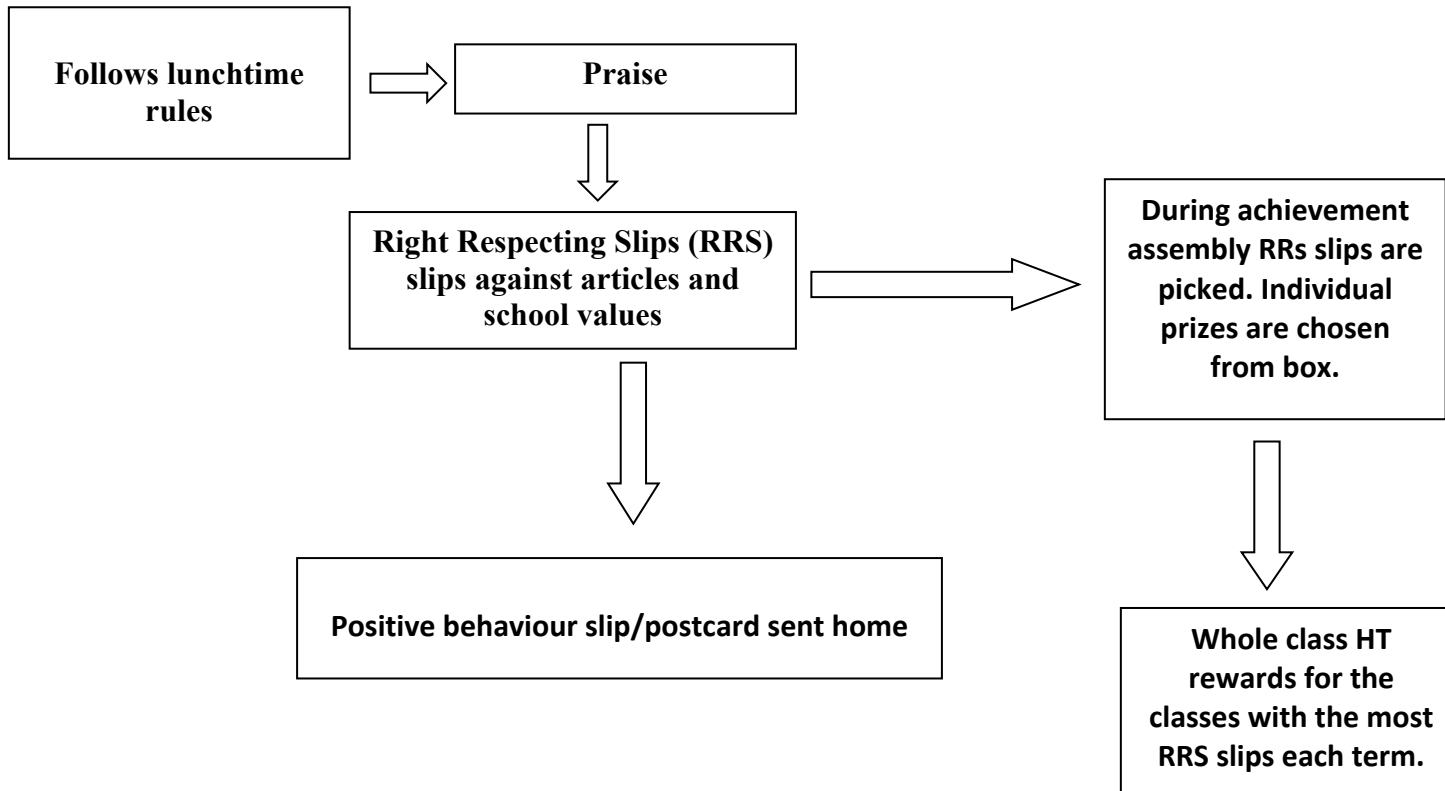 Follows lunchtime
rules
Praise
Right Respecting Slips (RRS)
slips against articles and
school values
During achievement
assembly RRs slips are
picked. Individual
prizes are chosen
from box.
Positive behaviour slip/postcard sent home
Whole class HT
rewards for the
classes with the most
RRS slips each term.